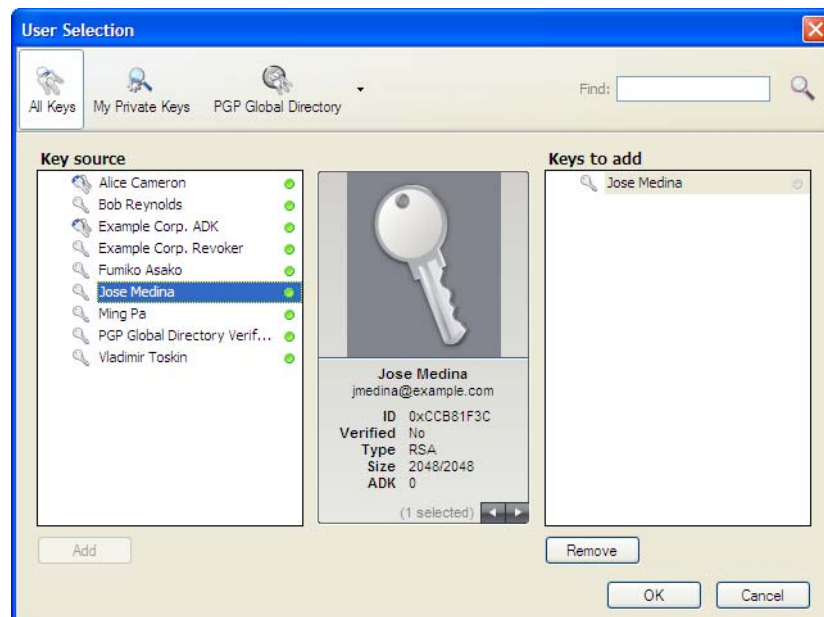 User Selection
All Keys
My Private Keys
PGP Global Directory
Find:
Key source
Alice Cameron
Bob Reynolds
Example Corp. ADK
Example Corp. Revoker
Fumiko Asako
Jose Medina
Ming Pa
PGP Global Directory Verif...
Vladimir Toskin
Add
Jose Medina
jmedina@example.com
ID 0xCCB81F3C
Verified No
Type RSA
Size 2048/2048
ADK 0
(1 selected)
Keys to add
Jose Medina
Remove
OK
Cancel